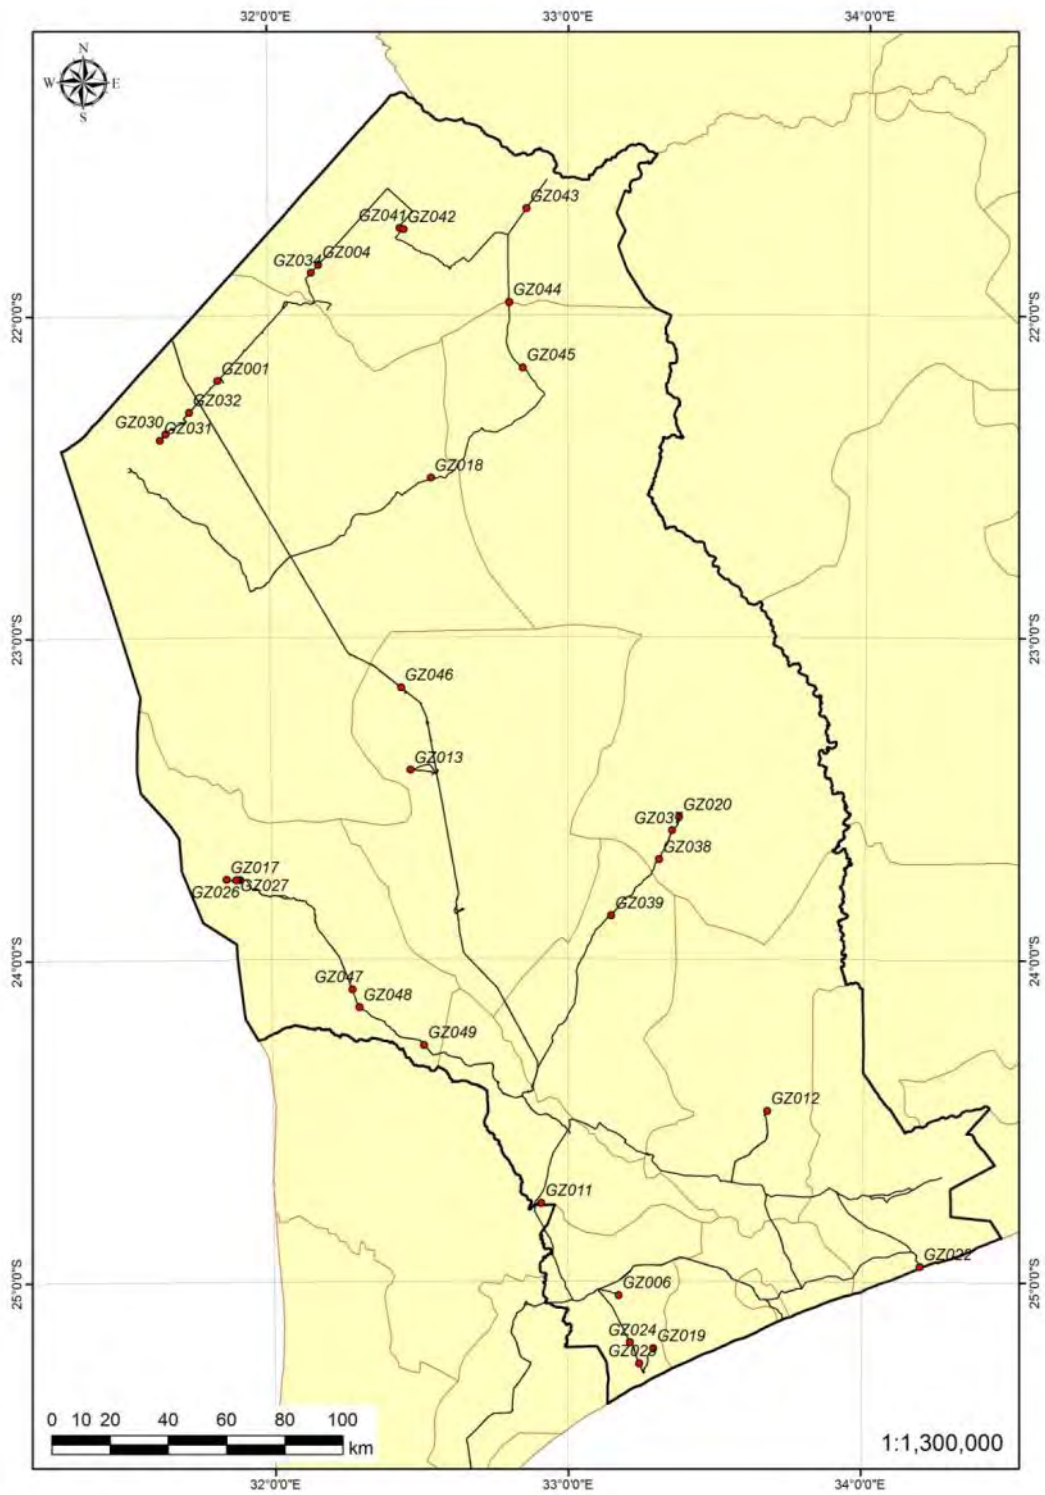 32°0'0"E 33°0'0"E 34°0'0"E
N
W E
S
GZ043
GZ041 GZ042
GZ034 GZ004
GZ044
22°0'0"S 22°0'0"S
GZ045
GZ001
GZ032
GZ030 GZ031
GZ018
23°0'0"S 23°0'0"S
GZ046
GZ013
GZ020
GZ038
GZ017
GZ026 GZ027
GZ039
24°0'0"S 24°0'0"S
GZ047
GZ048
GZ049
GZ012
GZ011
GZ022
25°0'0"S 25°0'0"S
GZ006
GZ024 GZ019
0 10 20 40 60 80 100
km
1:1,300,000
32°0'0"E 33°0'0"E 34°0'0"E